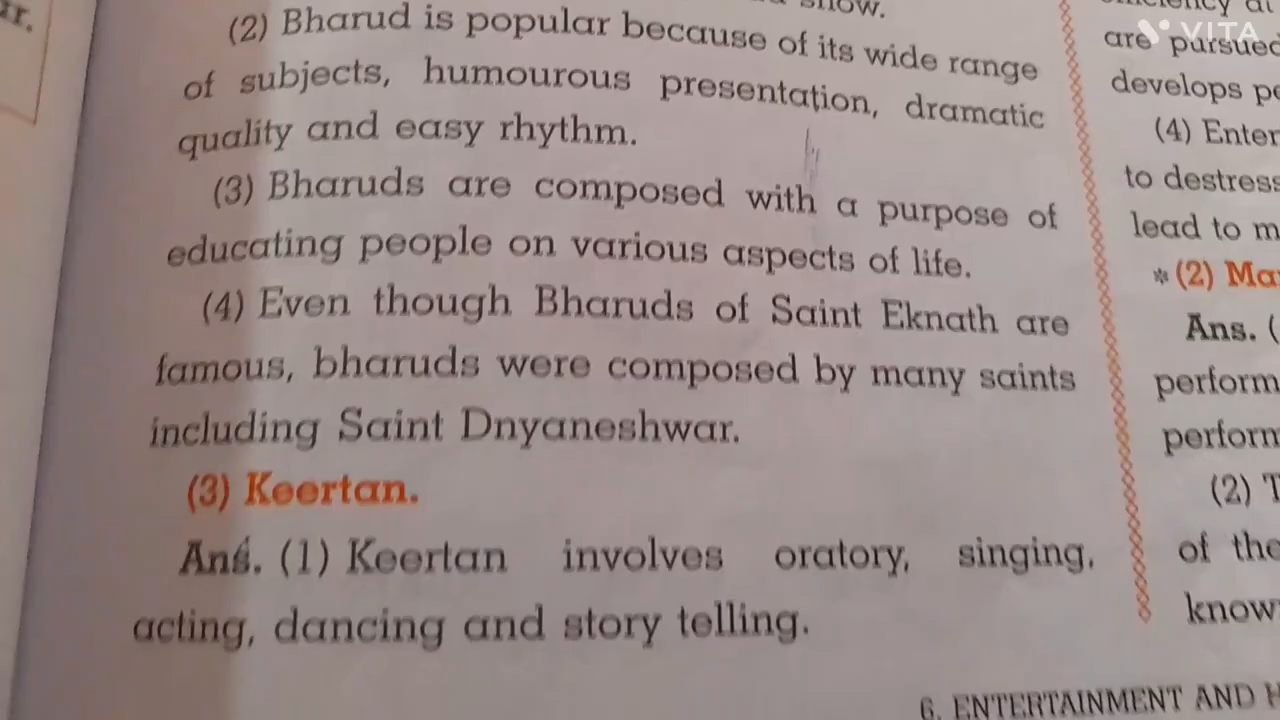 (2) Bharud is popular because of its wide range
of subjects, humourous presentation, dramatic
quality and easy rhythm.
(3) Bharuds are composed with a purpose of
educating people on various aspects of life.
(4) Even though Bharuds of Saint Eknath are
famous, bharuds were composed by many saints
including Saint Dnyaneshwar.
(3) Keertan.
Ans. (1) Keertan involves oratory, singing,
acting, dancing and story telling.
are pursued
develops
(4)
to destress
lead to
* (2)
Ans. (
perform
perform
(2)
of the
know
6. ENTERTAINMENT AND
VITA